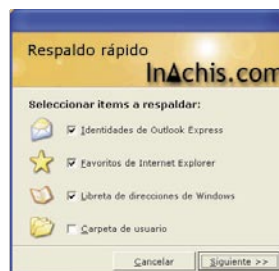 Respaldo rápido
InAchis.com
Seleccionar items a respaldar:
Identidades de Outlook Express
Favoritos de Internet Explorer
Libreta de direcciones de Windows
Carpeta de usuario
Cancelar Siguiente >>